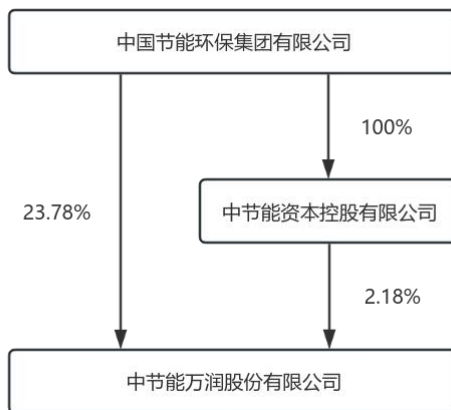 中国节能环保集团有限公司
100%
23.78%
中节能资本控股有限公司
2.18%
中节能万润股份有限公司